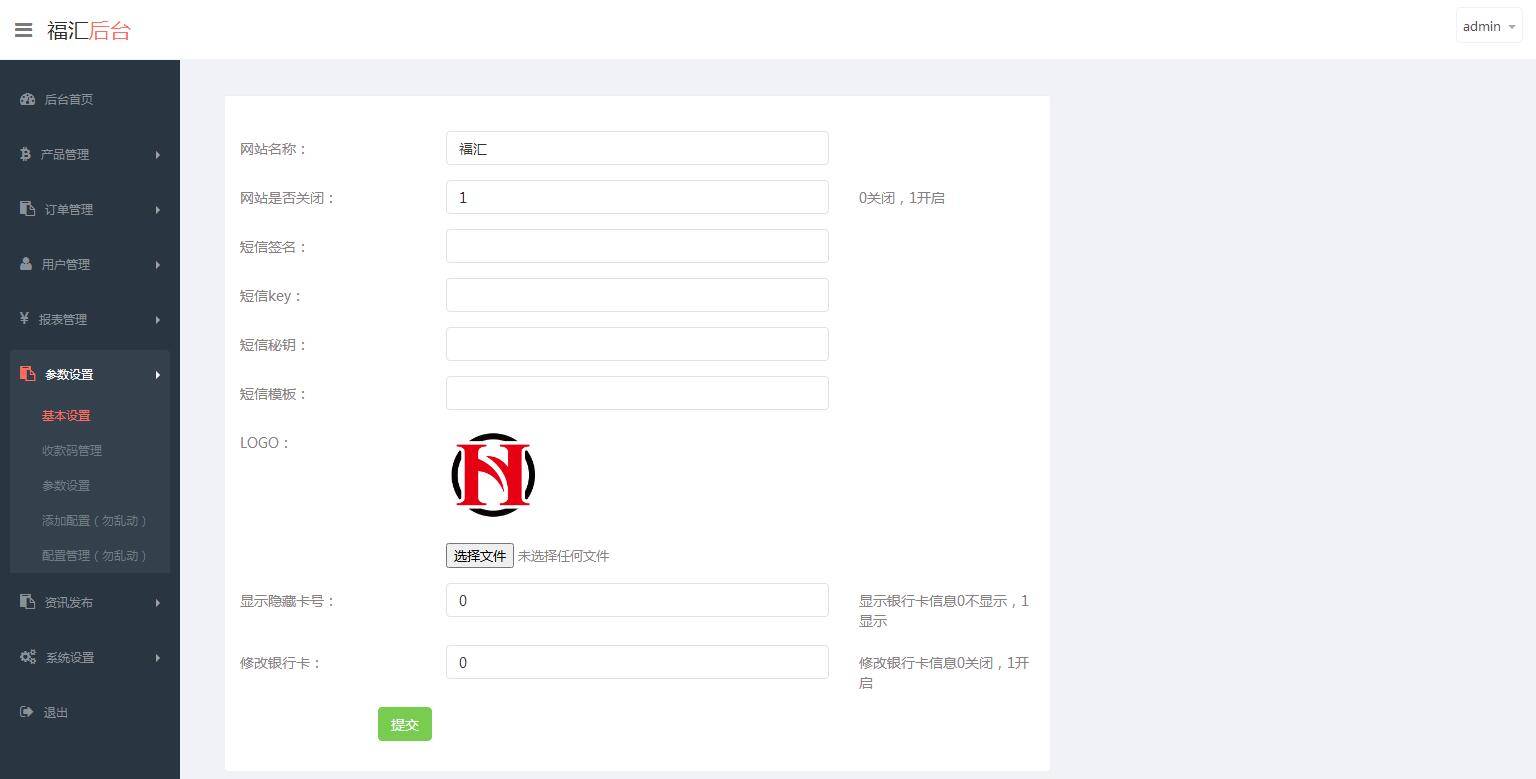 福汇后台
admin
后台首页
产品管理
订单管理
用户管理
报表管理
参数设置
基本设置
收款码管理
参数设置
添加配置（勿乱动）
配置管理（勿乱动）
资讯发布
系统设置
退出
网站名称：
福汇
网站是否关闭：
1
0关闭，1开启
短信签名：
短信key：
短信秘钥：
短信模板：
LOGO：
选择文件 未选择任何文件
显示隐藏卡号：
0
显示银行卡信息0不显示，1
显示
修改银行卡：
0
修改银行卡信息0关闭，1开
启
提交